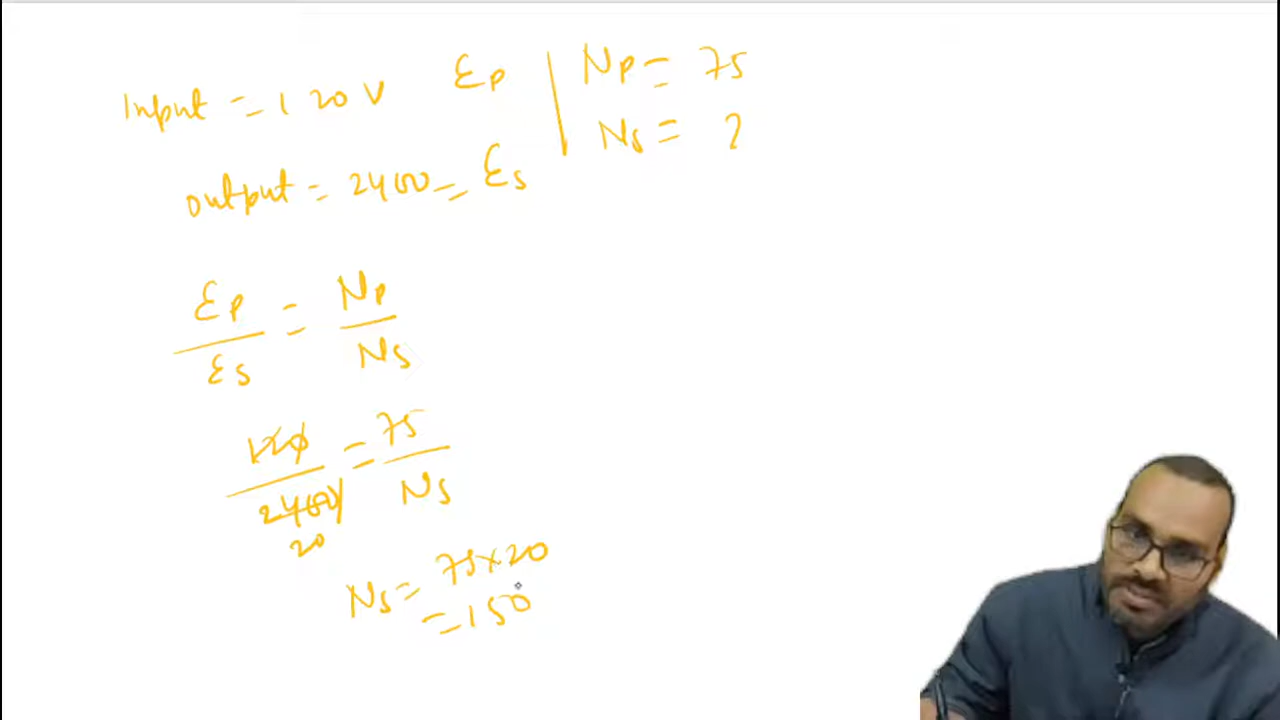 Input = 120 V Ep
Np = 75
output = 2400 = Es
Ns = ?
Ep/Es = Np/Ns
120/2400 = 75/Ns
20
Ns = 75×20
= 150